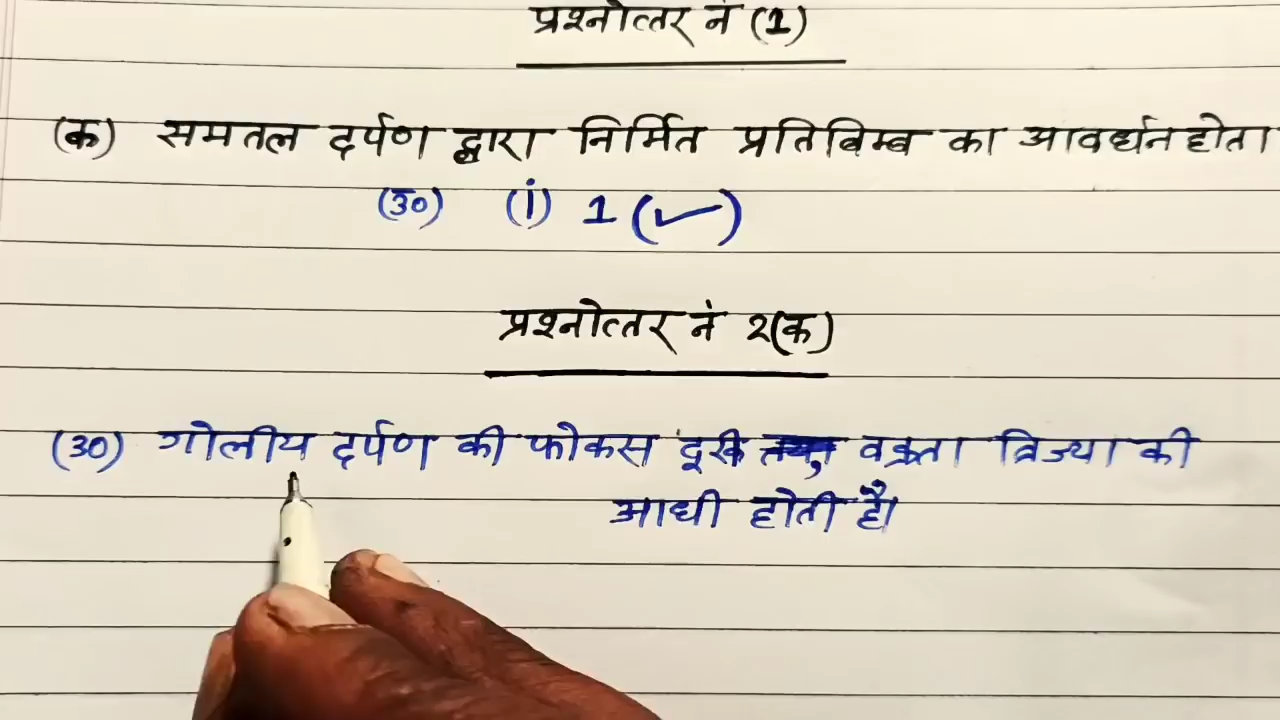 प्रश्नोत्तर नं (1)
(क) समतल दर्पण द्वारा निर्मित प्रतिबिम्ब का आवर्धन होता
(उ०) (i) 1 (✓)
प्रश्नोत्तर नं 2(क)
(उ०) गोलीय दर्पण की फोकस दूरी वक्रता त्रिज्या की
आधी होती है।